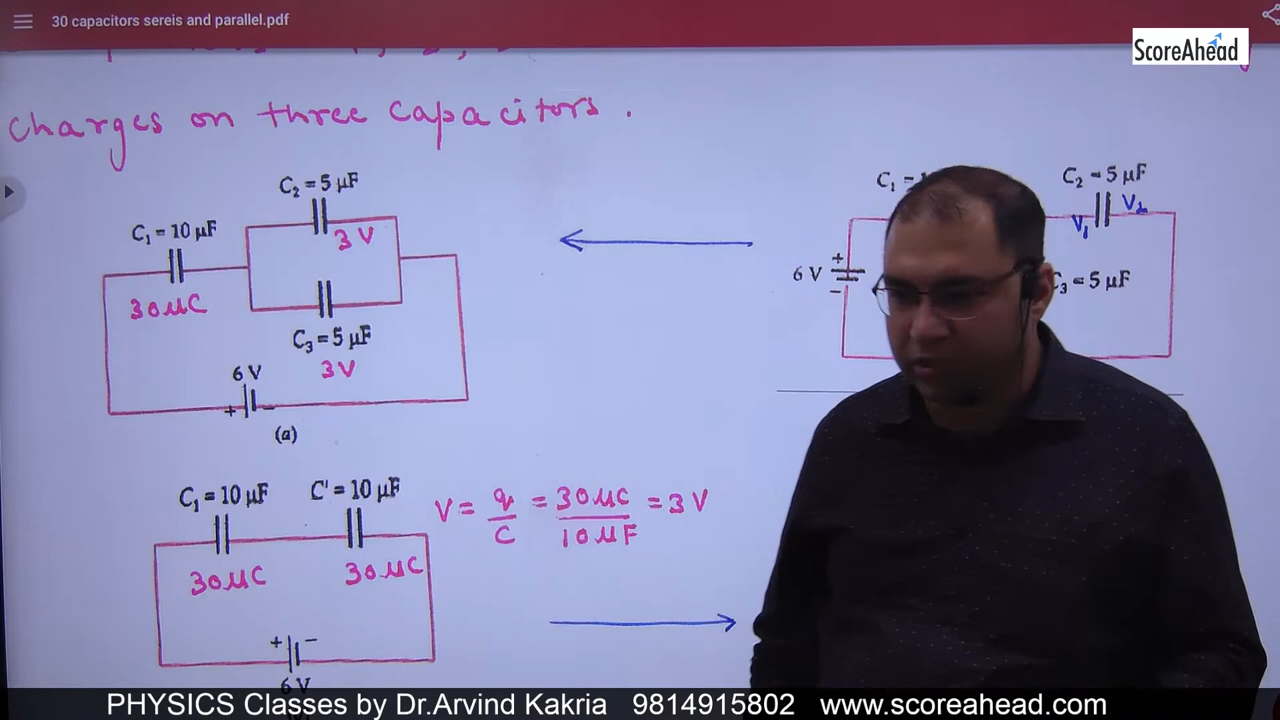 30 capacitors sereis and parallel.pdf
ScoreAhead
charges on three capacitors.
C₂ = 5 μF
C₁ = 10 μF
3 V
30 μC
C₃ = 5 μF
3 V
6 V
+ -
(a)
C₁ =
C₂ = 5 μF
V₁
V₂
+
6 V
-
C₃ = 5 μF
C₁ = 10 μF C' = 10 μF
V = q/C = 30 μC/10 μF = 3 V
30 μC 30 μC
+ -
6 V
PHYSICS Classes by Dr.Arvind Kakria 9814915802 www.scoreahead.com